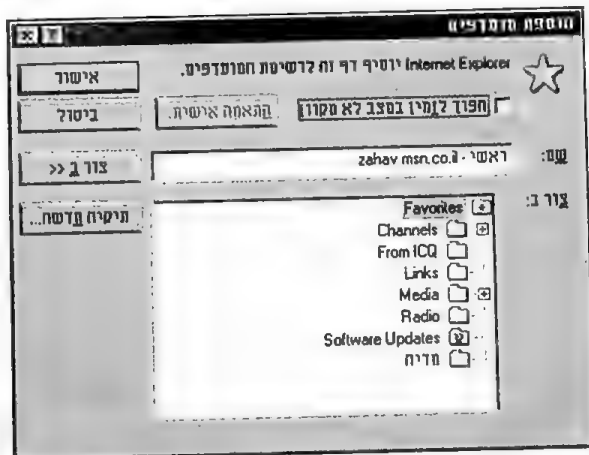 הוספת מועדפים
Internet Explorer יוסיף דף זה לרשימת המועדפים.
אישור
הפוך לזמין במצב לא מקוון
התאמה אישית.
ביטול
שם:
ראשי - zahav msn.co.il
צור ב >>
צור ב:
תיקיה חדשה...
Favorites
Channels
From ICQ
Links
Media
Radio
Software Updates
מדיה